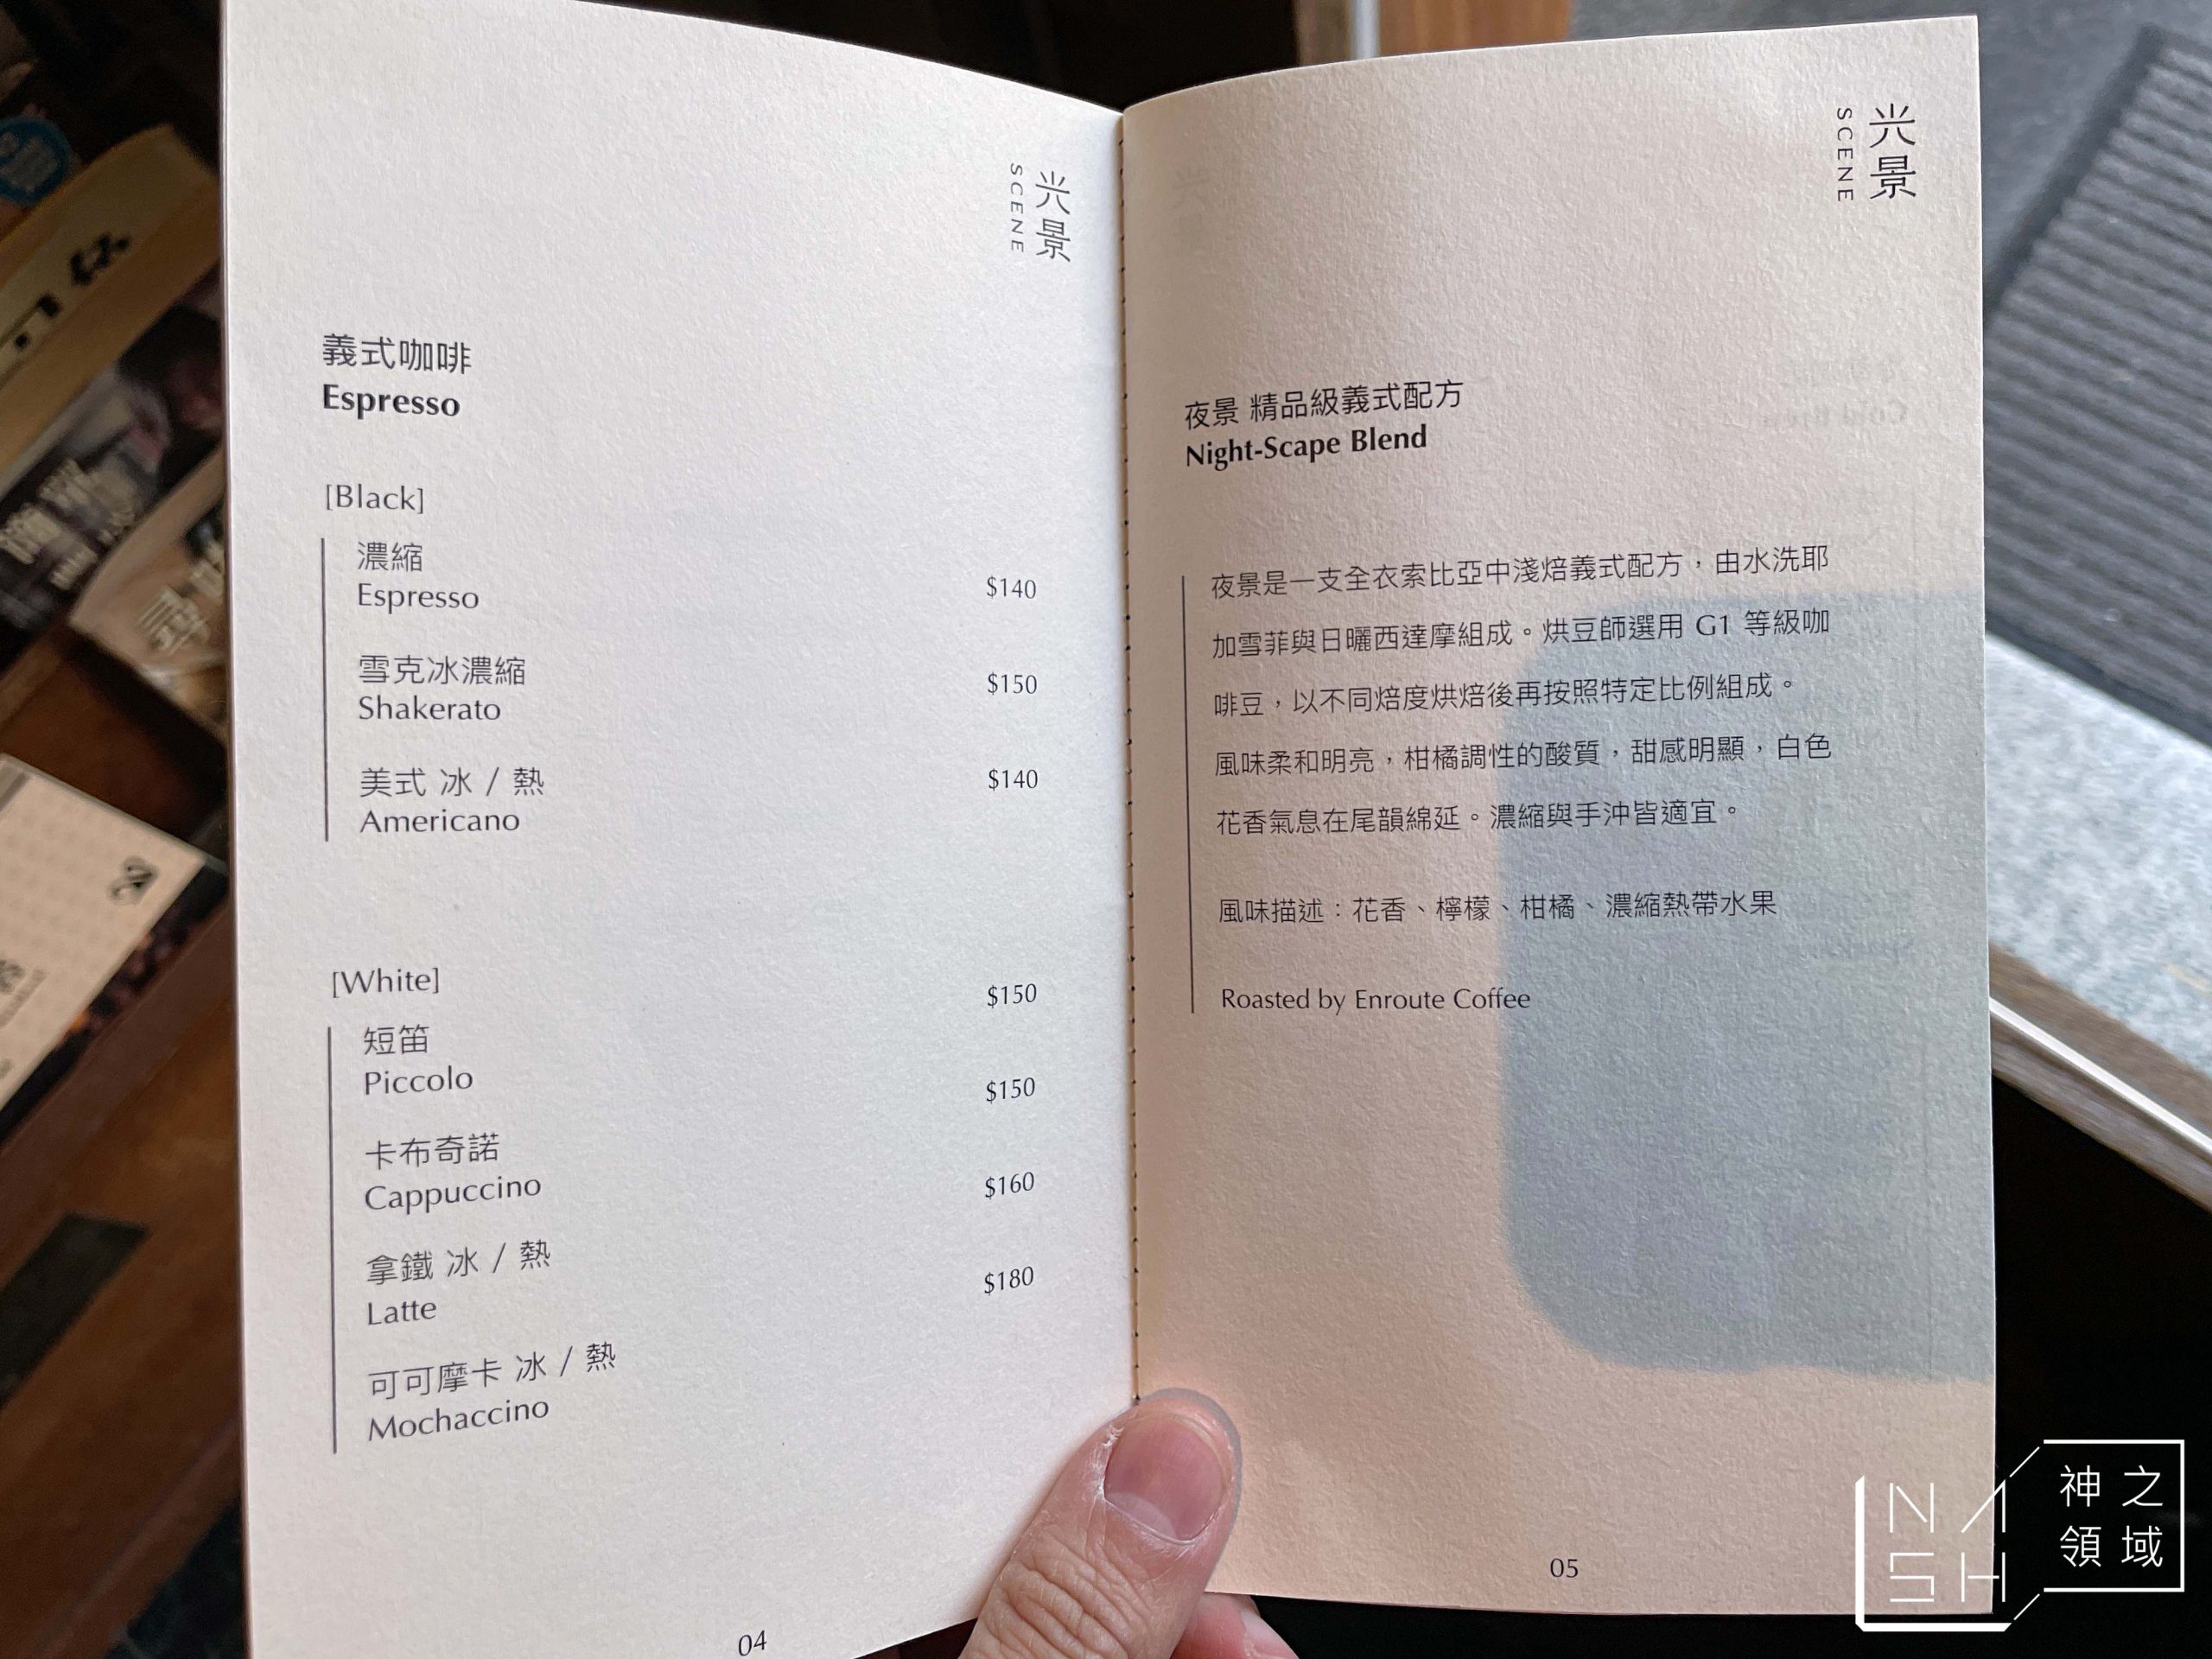 光景
SCENE
義式咖啡
Espresso
[Black]
濃縮
Espresso
$140
雪克冰濃縮
Shakerato
$150
美式 冰 / 熱
Americano
$140
[White]
短笛
Piccolo
$150
卡布奇諾
Cappuccino
$150
拿鐵 冰 / 熱
Latte
$160
可可摩卡 冰 / 熱
Mochaccino
$180
04
光景
SCENE
夜景 精品級義式配方
Night-Scape Blend
夜景是一支全衣索比亞中淺焙義式配方，由水洗耶
加雪菲與日曬西達摩組成。烘豆師選用 G1 等級咖
啡豆，以不同焙度烘焙後再按照特定比例組成。
風味柔和明亮，柑橘調性的酸質，甜感明顯，白色
花香氣息在尾韻綿延。濃縮與手沖皆適宜。
風味描述：花香、檸檬、柑橘、濃縮熱帶水果
Roasted by Enroute Coffee
05
NASH
神之
領域